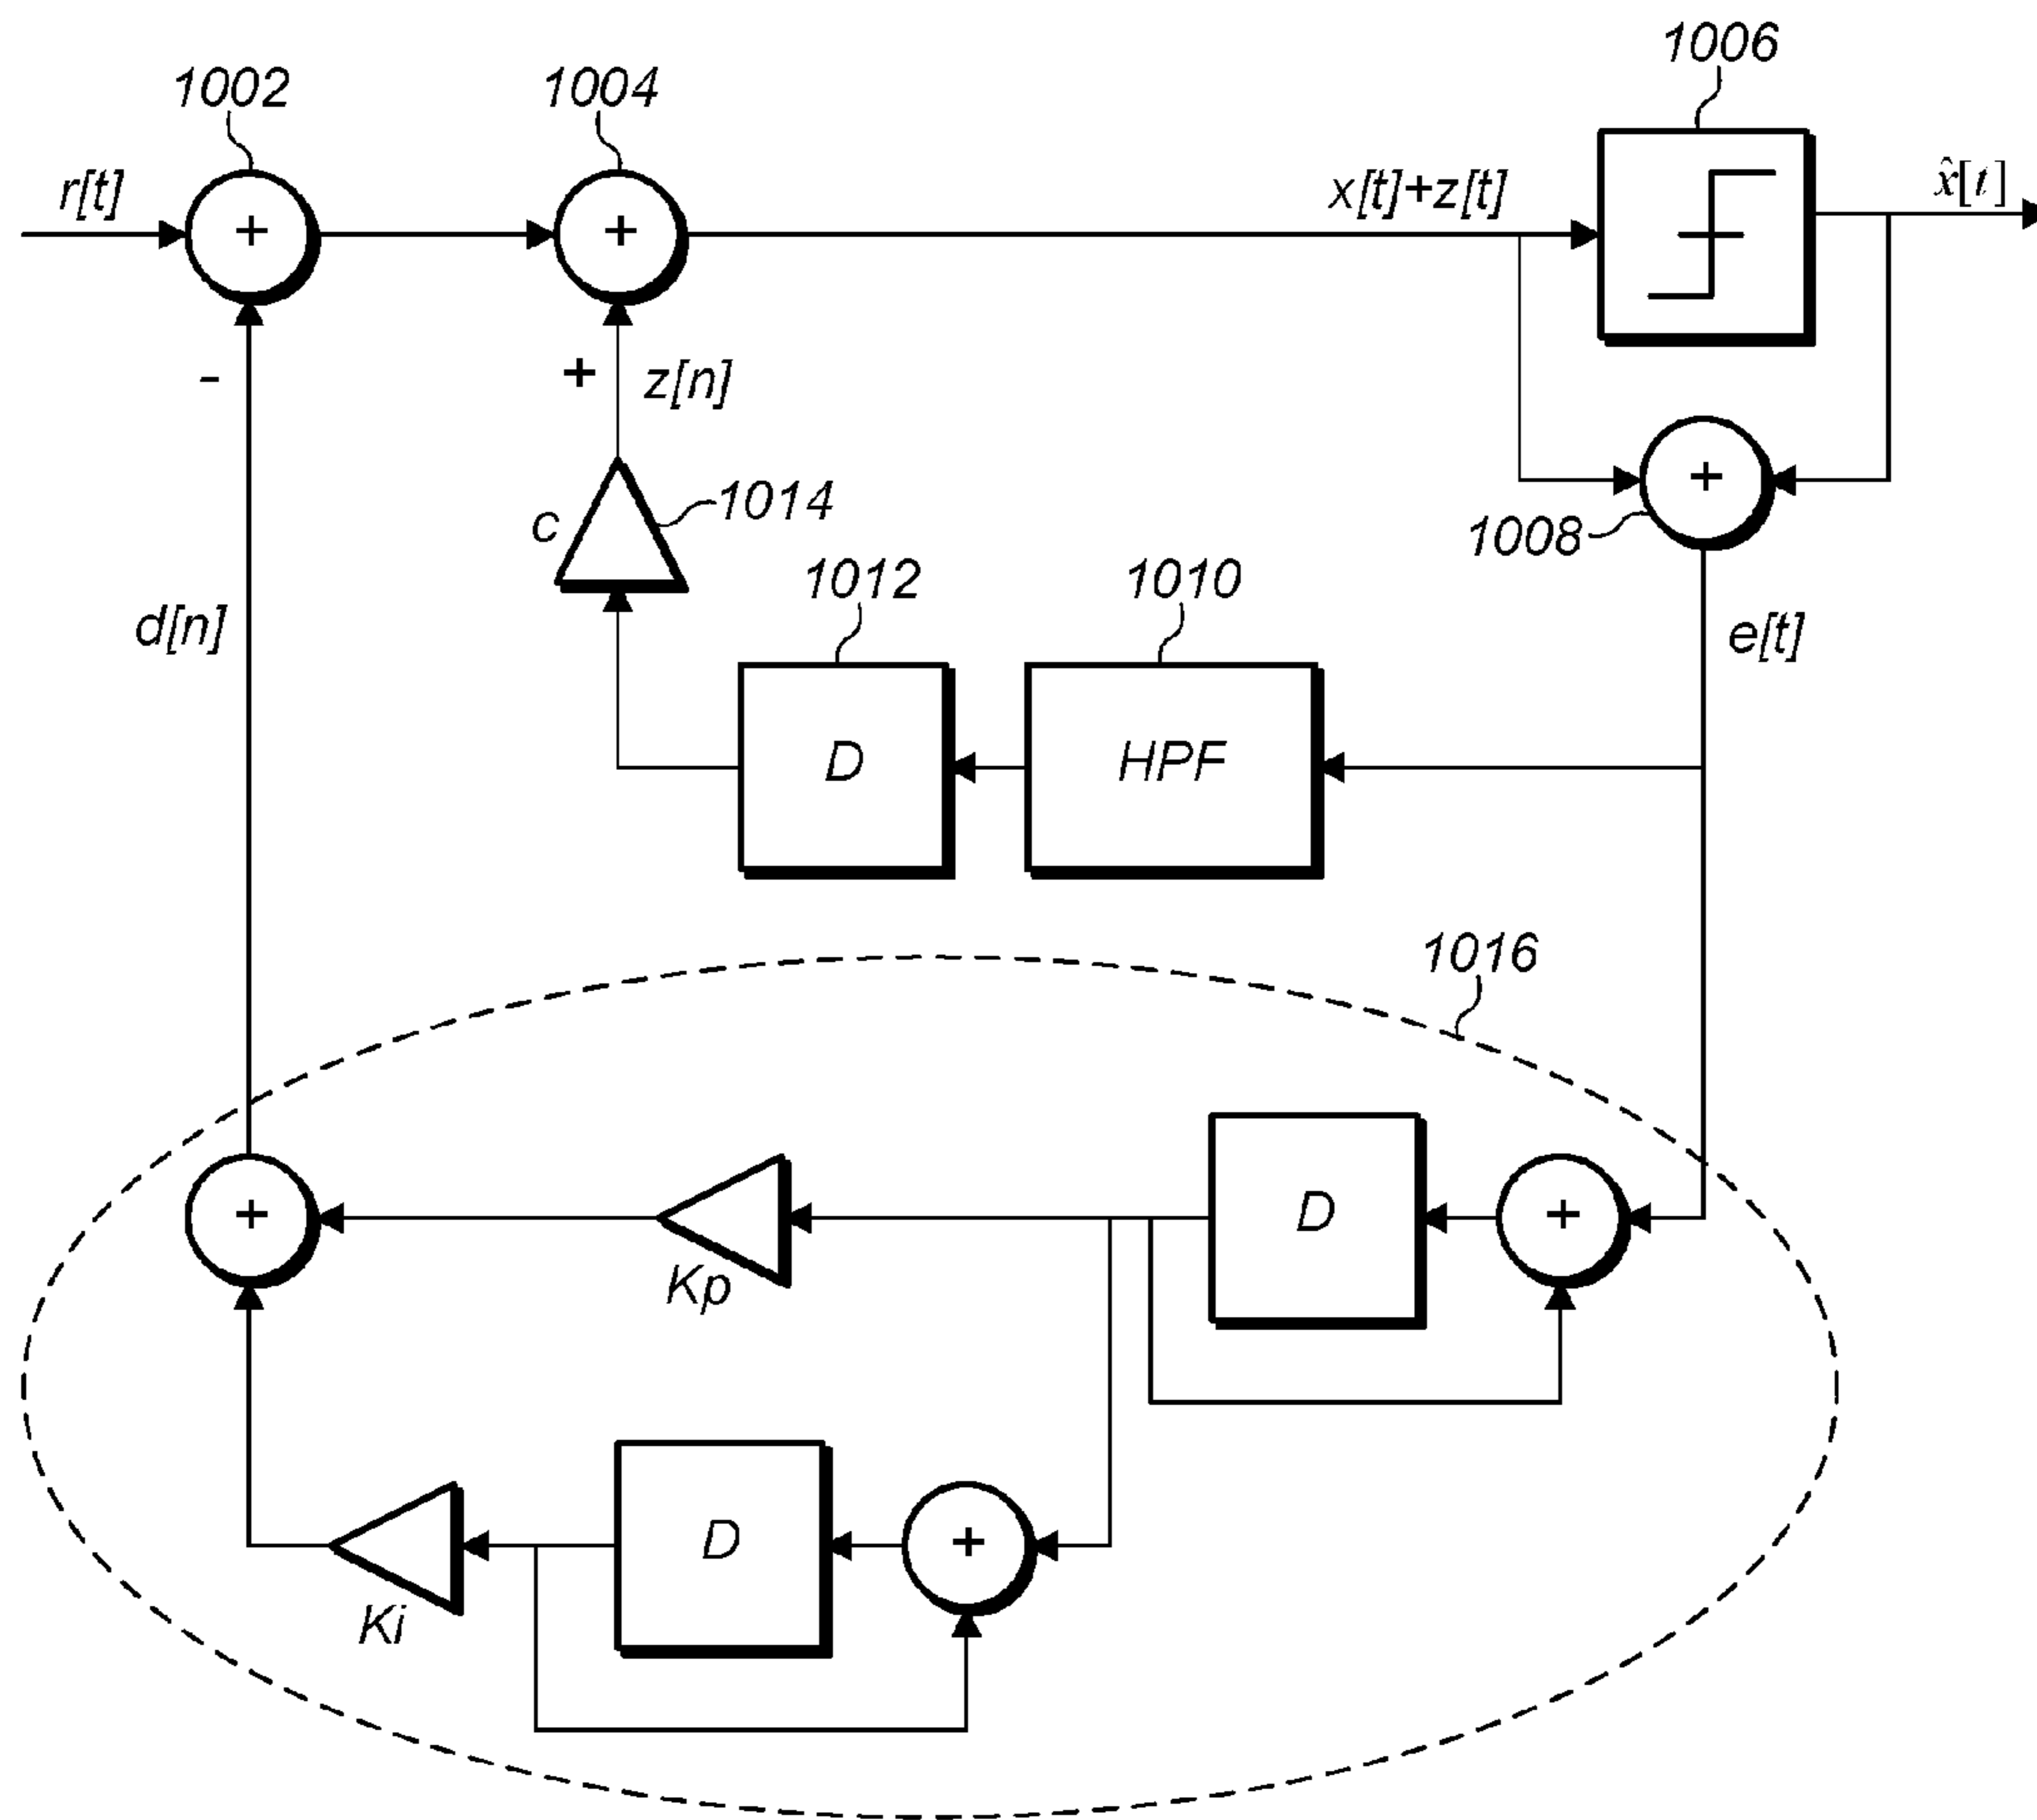 1002
1004
1006
r[t]
+
+
x[t]+z[t]
x̂[t]
-
+
z[n]
c
1014
+
1008
d[n]
1012
1010
e[t]
D
HPF
1016
+
Kp
D
+
Ki
D
+